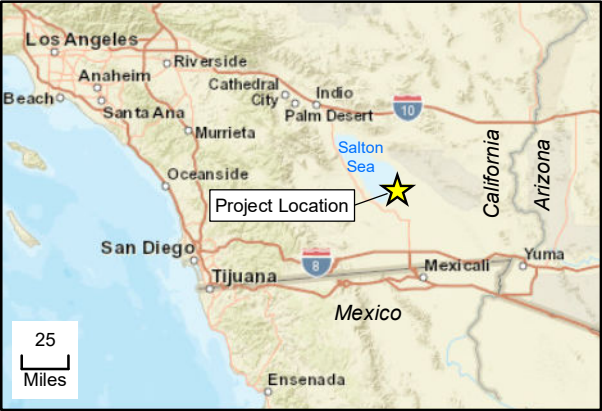 Los Angeles
Riverside
Anaheim
Cathedral
City
Indio
Beach
Santa Ana
Palm Desert
10
Murrieta
Salton
Sea
California
Arizona
Oceanside
Project Location
San Diego
8
Yuma
Tijuana
Mexicali
Mexico
25
Miles
Ensenada